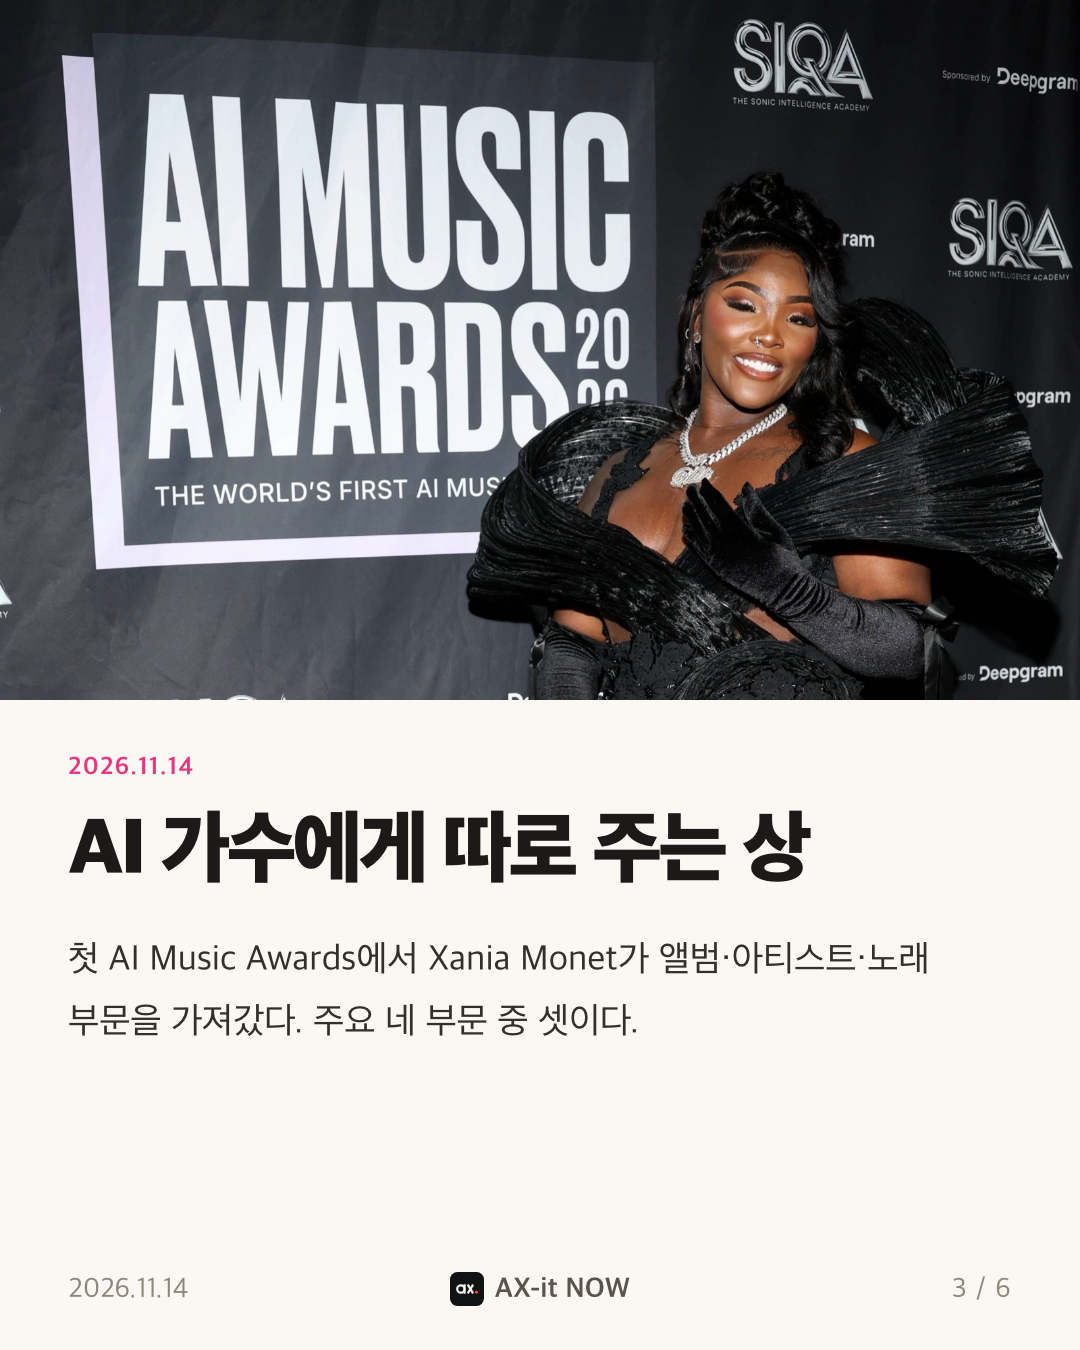 SIQA
THE SONIC INTELLIGENCE ACADEMY
Sponsored by Deepgram
AI MUSIC
AWARDS 20
THE WORLD'S FIRST AI
SIQA
THE SONIC INTELLIGENCE ACADEMY
Deepgram
2026.11.14
AI 가수에게 따로 주는 상
첫 AI Music Awards에서 Xania Monet가 앨범·아티스트·노래
부문을 가져갔다. 주요 네 부문 중 셋이다.
2026.11.14
ax. AX-it NOW
3 / 6